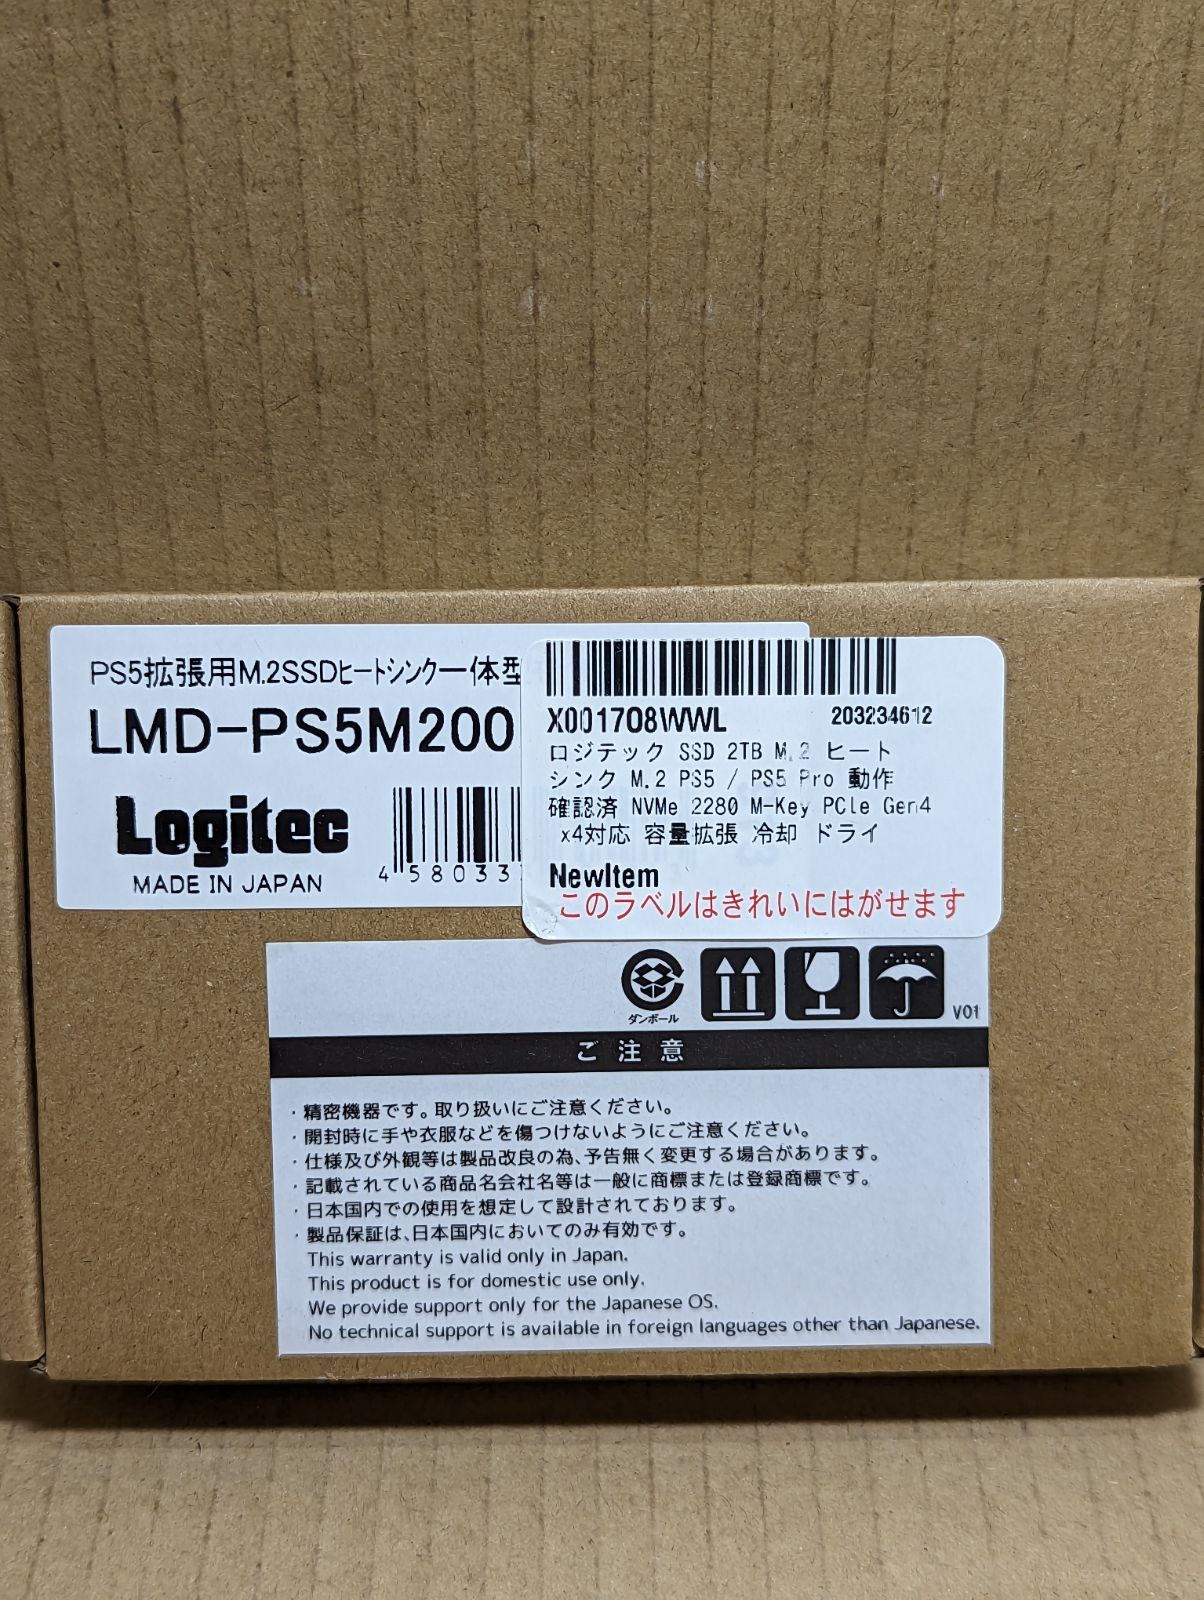 PS5拡張用M.2SSDヒートシンク一体型
LMD-PS5M200
Logitec
MADE IN JAPAN
4 58033
X001708WWL 203234612
ロジテック SSD 2TB M.2 ヒート
シンク M.2 PS5 / PS5 Pro 動作
確認済 NVMe 2280 M-Key PCIe Gen4
x4対応 容量拡張 冷却 ドライ
NewItem
このラベルはきれいにはがせます
ダンボール
V01
ご注意
・精密機器です。取り扱いにご注意ください。
・開封時に手や衣服などを傷つけないようにご注意ください。
・仕様及び外観等は製品改良の為、予告無く変更する場合があります。
・記載されている商品名会社名等は一般に商標または登録商標です。
・日本国内での使用を想定して設計されております。
・製品保証は、日本国内においてのみ有効です。
This warranty is valid only in Japan.
This product is for domestic use only.
We provide support only for the Japanese OS.
No technical support is available in foreign languages other than Japanese.